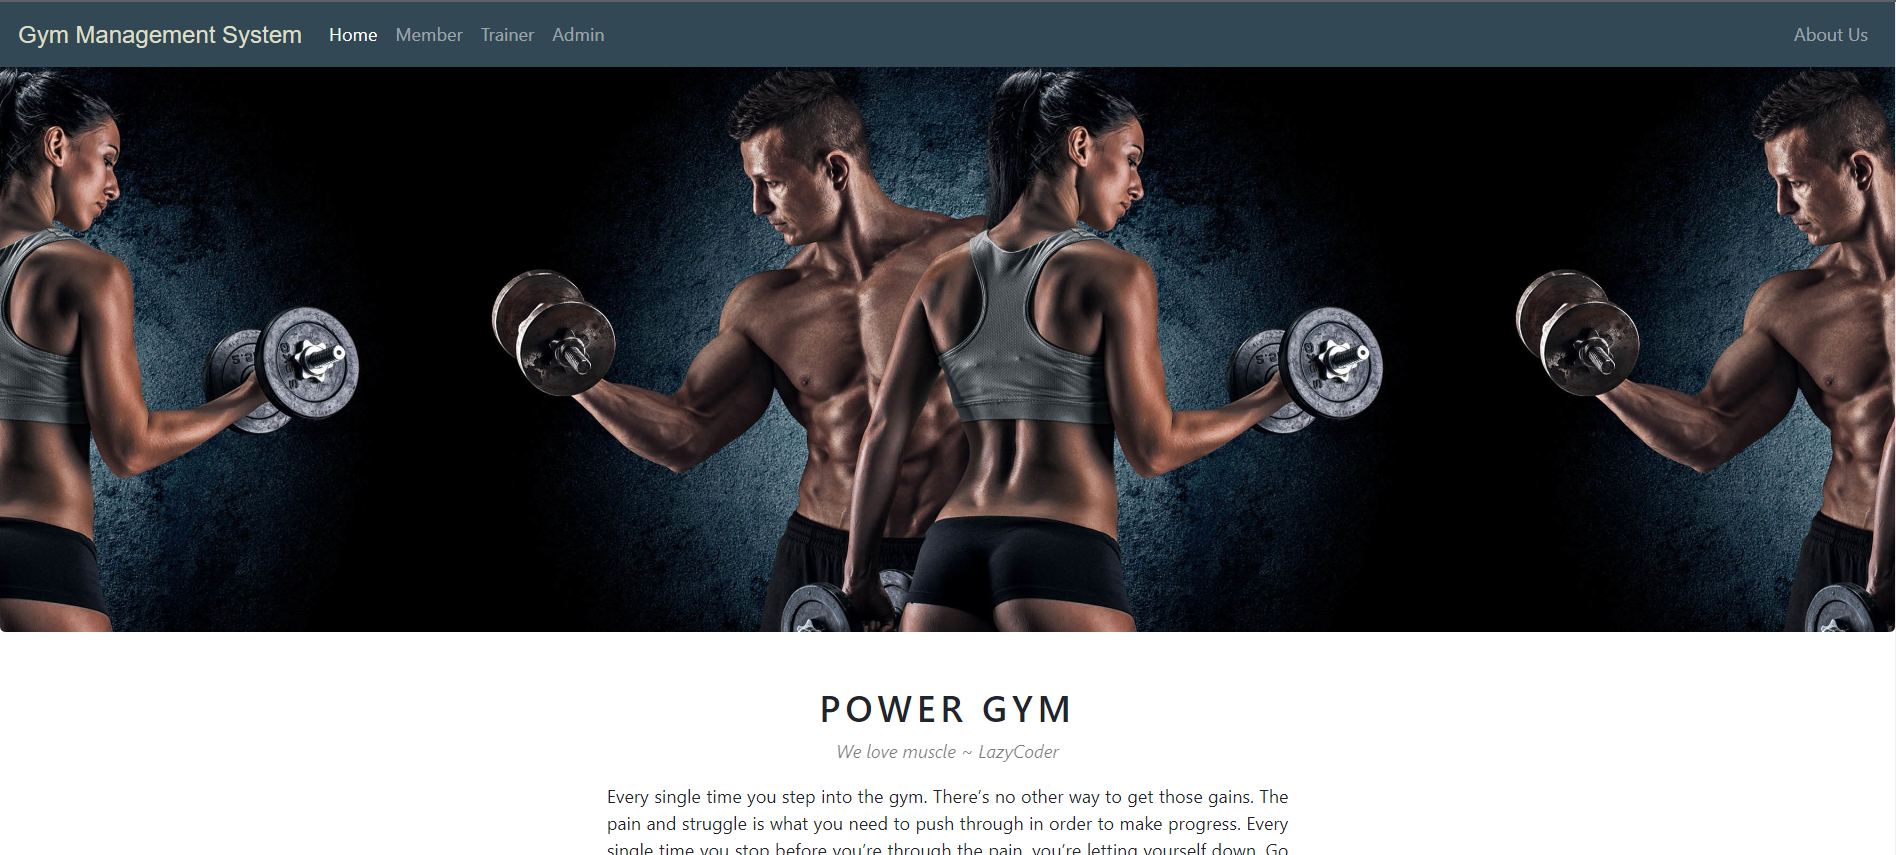 Gym Management System Home Member Trainer Admin About Us
POWER GYM
We love muscle ~ LazyCoder
Every single time you step into the gym. There's no other way to get those gains. The
pain and struggle is what you need to push through in order to make progress. Every
single time you stop before you're through the pain, you're letting yourself down. Go